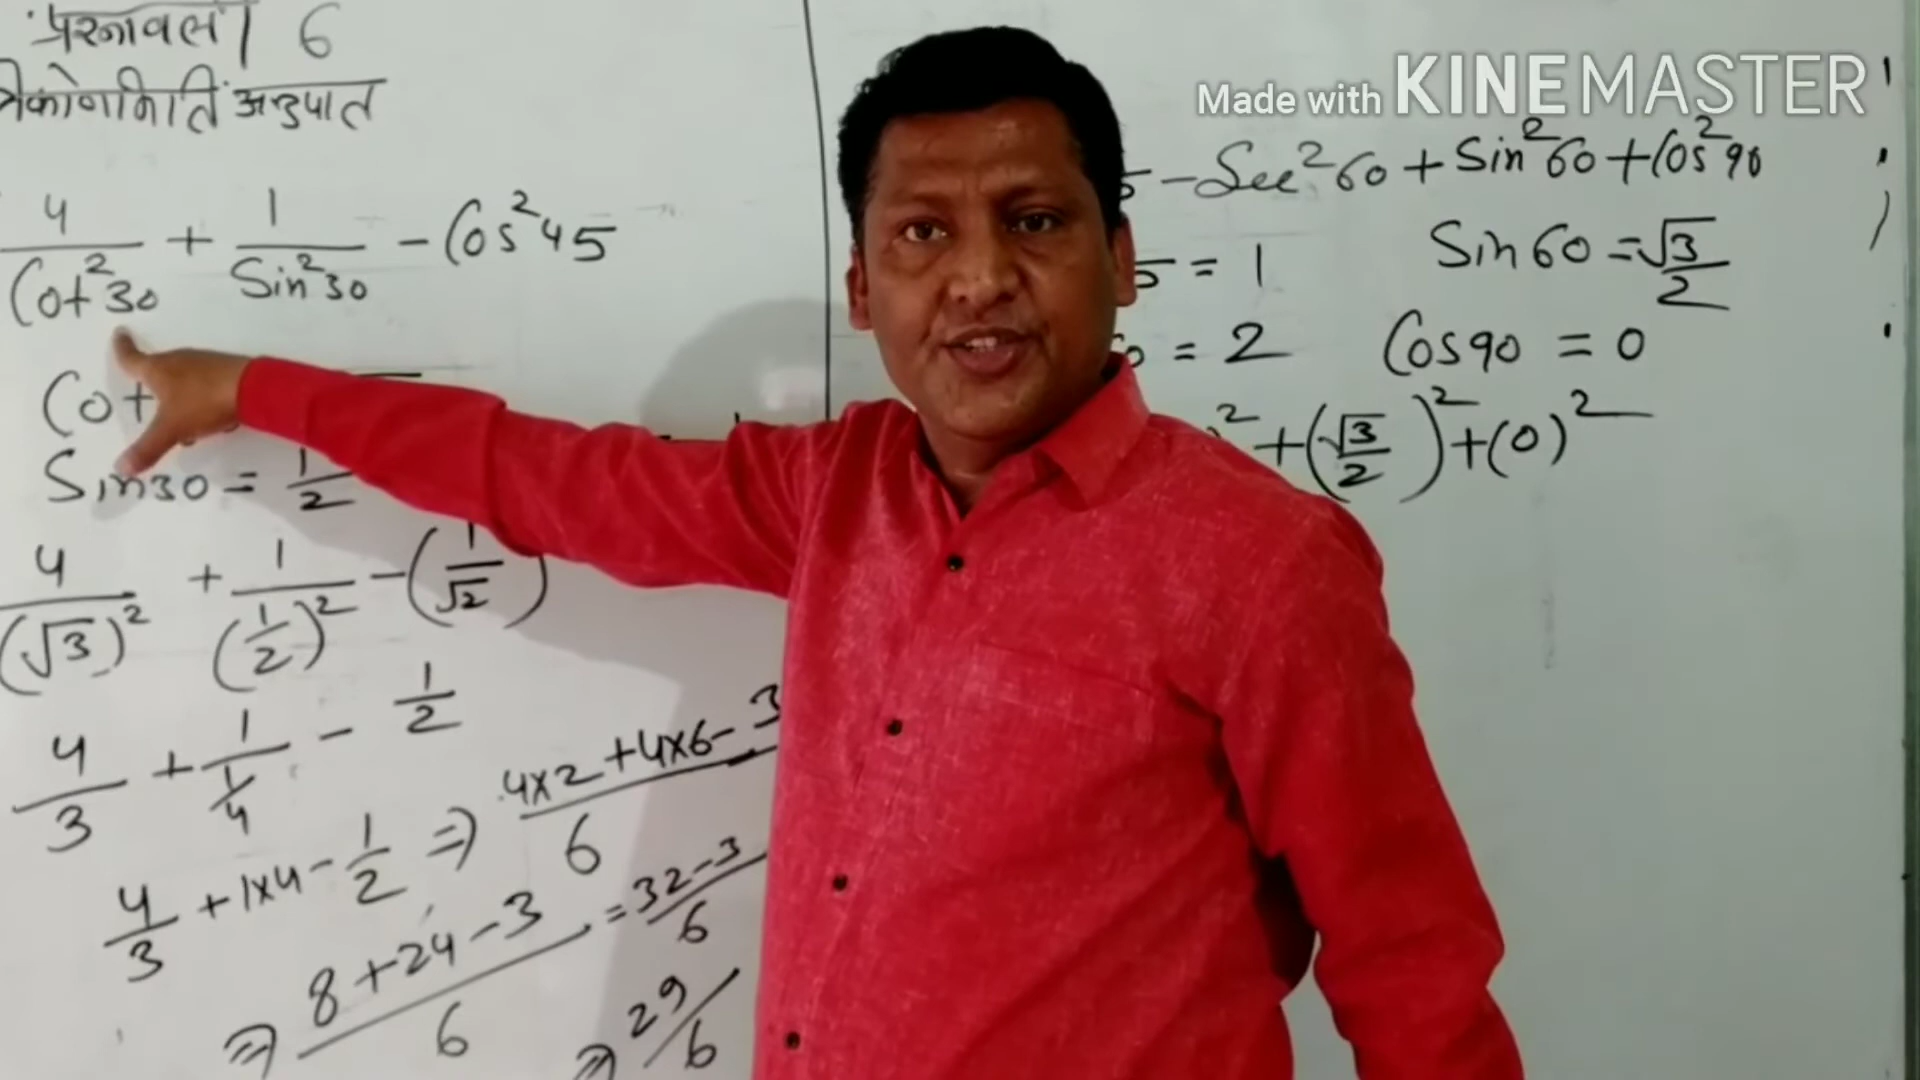 प्रश्नावली 6
त्रिकोणमिति अनुपात
4/Cot²30 + 1/Sin²30 - Cos²45
Cot
Sin30 = 1/2
4/(√3)² + 1/(1/2)² - (1/√2)
4/3 + 1/(1/4) - 1/2
4/3 + 1×4 - 1/2 ⇒ (4×2+4×6-3)/6
⇒ (8+24-3)/6 = (32-3)/6
⇒ 29/6
Made with KINEMASTER
- Sec²60 + Sin²60 + Cos²90
= 1 Sin60 = √3/2
= 2 Cos90 = 0
)² + (√3/2)² + (0)²